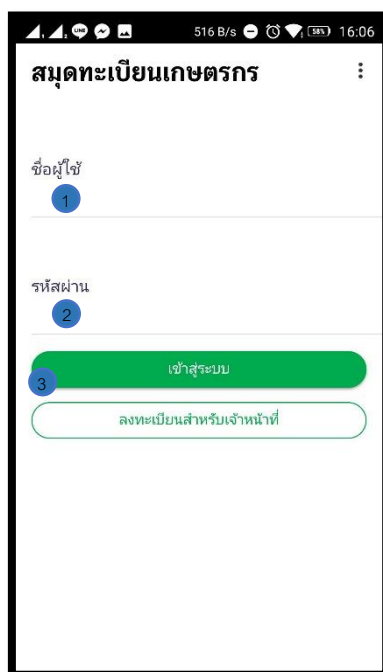 516 B/s 58% 16:06
สมุดทะเบียนเกษตรกร
ชื่อผู้ใช้
1
รหัสผ่าน
2
เข้าสู่ระบบ
3
ลงทะเบียนสำหรับเจ้าหน้าที่